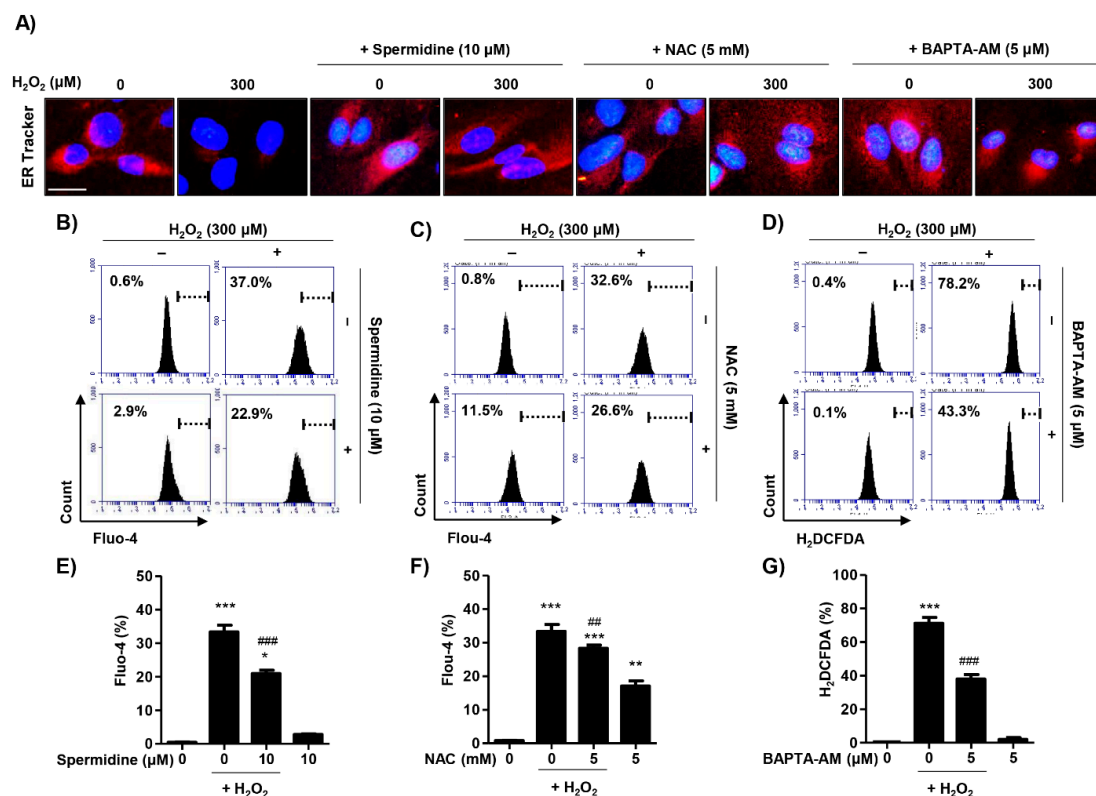 A)
+ Spermidine (10 µM) + NAC (5 mM) + BAPTA-AM (5 µM)
H₂O₂ (µM) 0 300 0 300 0 300 0 300
ER Tracker
B)
H₂O₂ (300 µM)
– +
0.6% 37.0%
2.9% 22.9%
– +
Spermidine (10 µM)
Count
Fluo-4
C)
H₂O₂ (300 µM)
– +
0.8% 32.6%
11.5% 26.6%
– +
NAC (5 mM)
Count
Flou-4
D)
H₂O₂ (300 µM)
– +
0.4% 78.2%
0.1% 43.3%
– +
BAPTA-AM (5 µM)
Count
H₂DCFDA
E)
Fluo-4 (%)
50
40
30
20
10
0
***
###
*
Spermidine (µM) 0 0 10 10
+ H₂O₂
F)
Flou-4 (%)
50
40
30
20
10
0
***
##
***
**
NAC (mM) 0 0 5 5
+ H₂O₂
G)
H₂DCFDA (%)
100
80
60
40
20
0
***
###
BAPTA-AM (µM) 0 0 5 5
+ H₂O₂